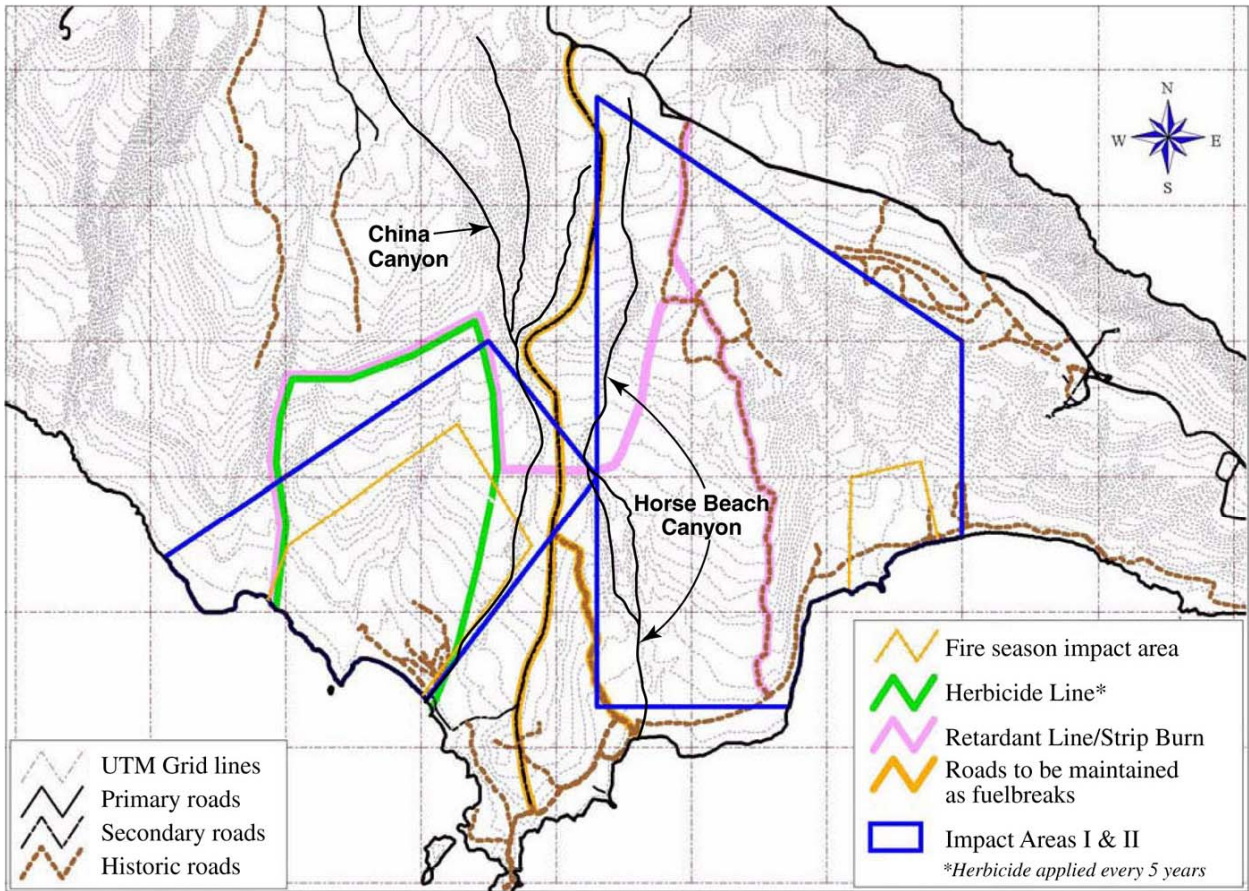 N
W
E
S
China
Canyon
Horse Beach
Canyon
UTM Grid lines
Primary roads
Secondary roads
Historic roads
Fire season impact area
Herbicide Line*
Retardant Line/Strip Burn
Roads to be maintained
as fuelbreaks
Impact Areas I & II
*Herbicide applied every 5 years